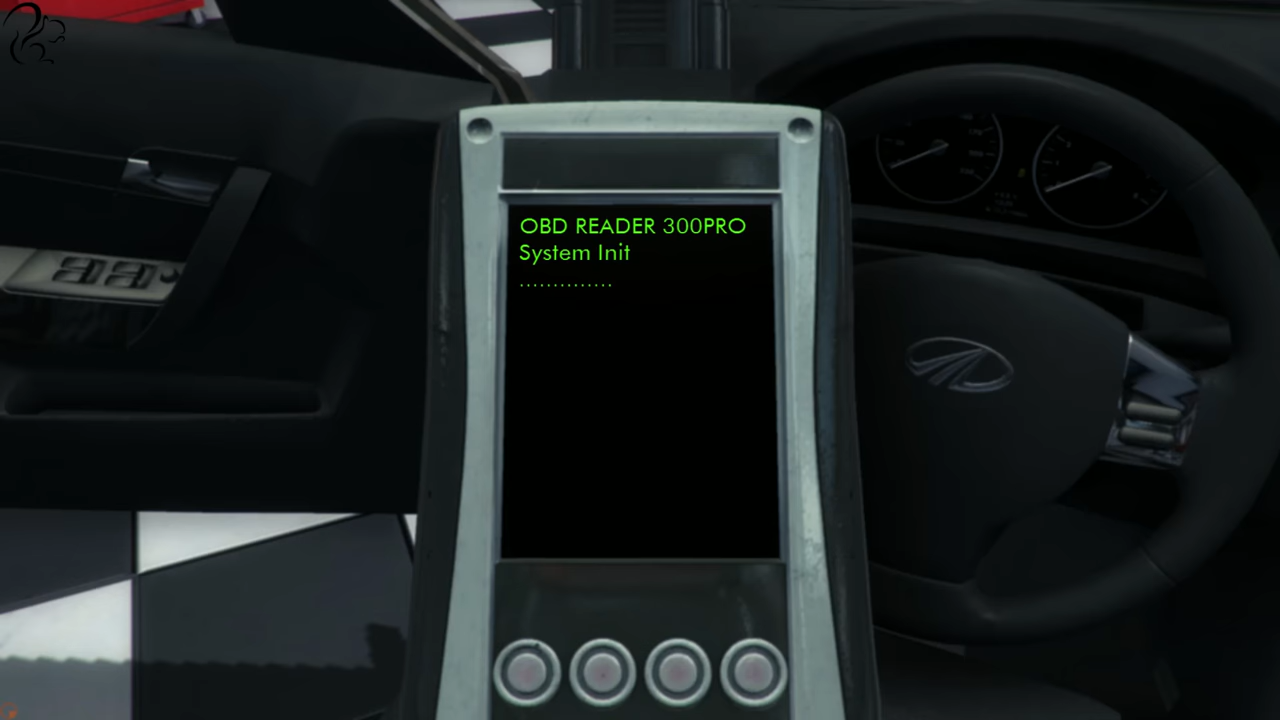 OBD READER 300PRO
System Init
..............